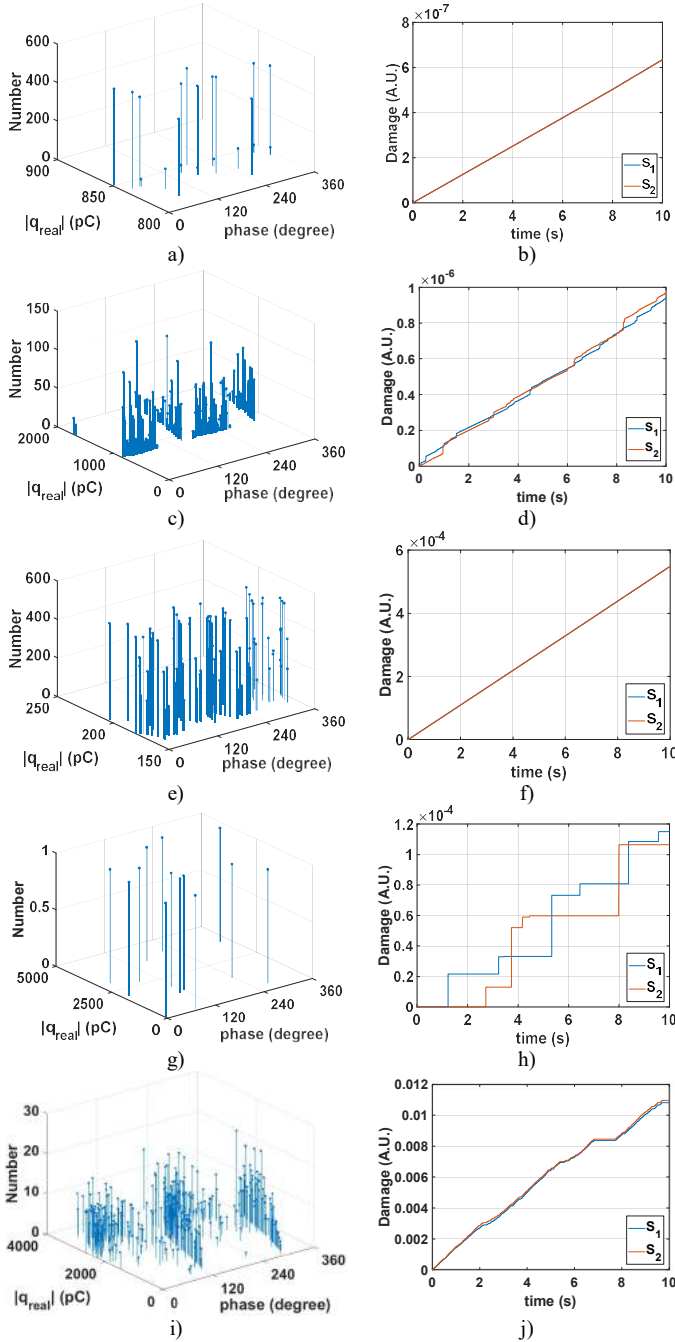 600
400
200
0
Number
900
850
800
|q_real| (pC)
0
120
240
360
phase (degree)
a)
×10^-7
8
6
4
2
0
Damage (A.U.)
S_1
S_2
0 2 4 6 8 10
time (s)
b)
150
100
50
0
Number
2000
1000
0
|q_real| (pC)
0
120
240
360
phase (degree)
c)
×10^-6
1
0.8
0.6
0.4
0.2
0
Damage (A.U.)
S_1
S_2
0 2 4 6 8 10
time (s)
d)
600
400
200
0
Number
250
200
150
|q_real| (pC)
0
120
240
360
phase (degree)
e)
×10^-4
6
4
2
0
Damage (A.U.)
S_1
S_2
0 2 4 6 8 10
time (s)
f)
1
0.5
0
Number
5000
2500
0
|q_real| (pC)
0
120
240
360
phase (degree)
g)
×10^-4
1.2
1
0.8
0.6
0.4
0.2
0
Damage (A.U.)
S_1
S_2
0 2 4 6 8 10
time (s)
h)
30
20
10
0
Number
4000
2000
0
|q_real| (pC)
0
120
240
360
phase (degree)
i)
0.012
0.01
0.008
0.006
0.004
0.002
0
Damage (A.U.)
S_1
S_2
0 2 4 6 8 10
time (s)
j)